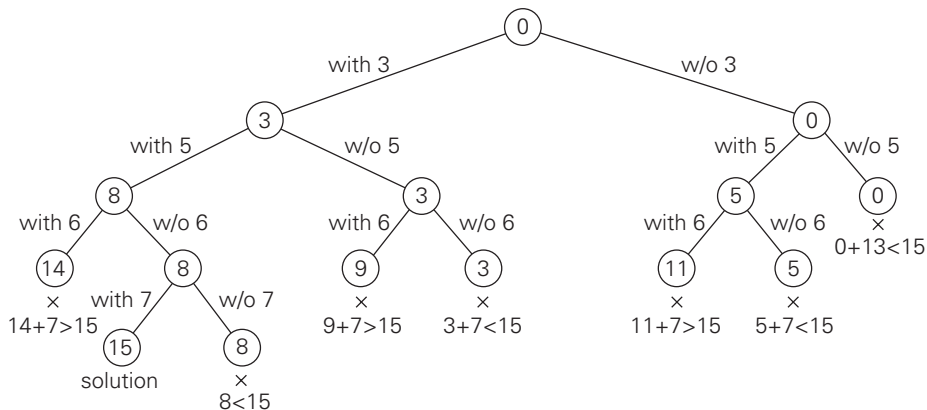 0
with 3
w/o 3
3
0
with 5
w/o 5
with 5
w/o 5
8
3
5
0
×
0+13<15
with 6
w/o 6
with 6
w/o 6
with 6
w/o 6
14
8
9
3
11
5
×
with 7
w/o 7
×
×
×
×
14+7>15
9+7>15
3+7<15
11+7>15
5+7<15
15
8
solution
×
8<15